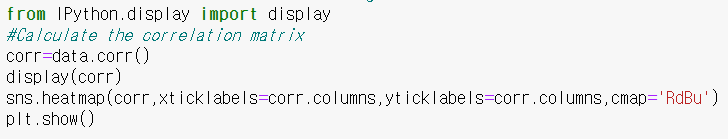 from IPython.display import display
#Calculate the correlation matrix
corr=data.corr()
display(corr)
sns.heatmap(corr,xticklabels=corr.columns,yticklabels=corr.columns,cmap='RdBu')
plt.show()